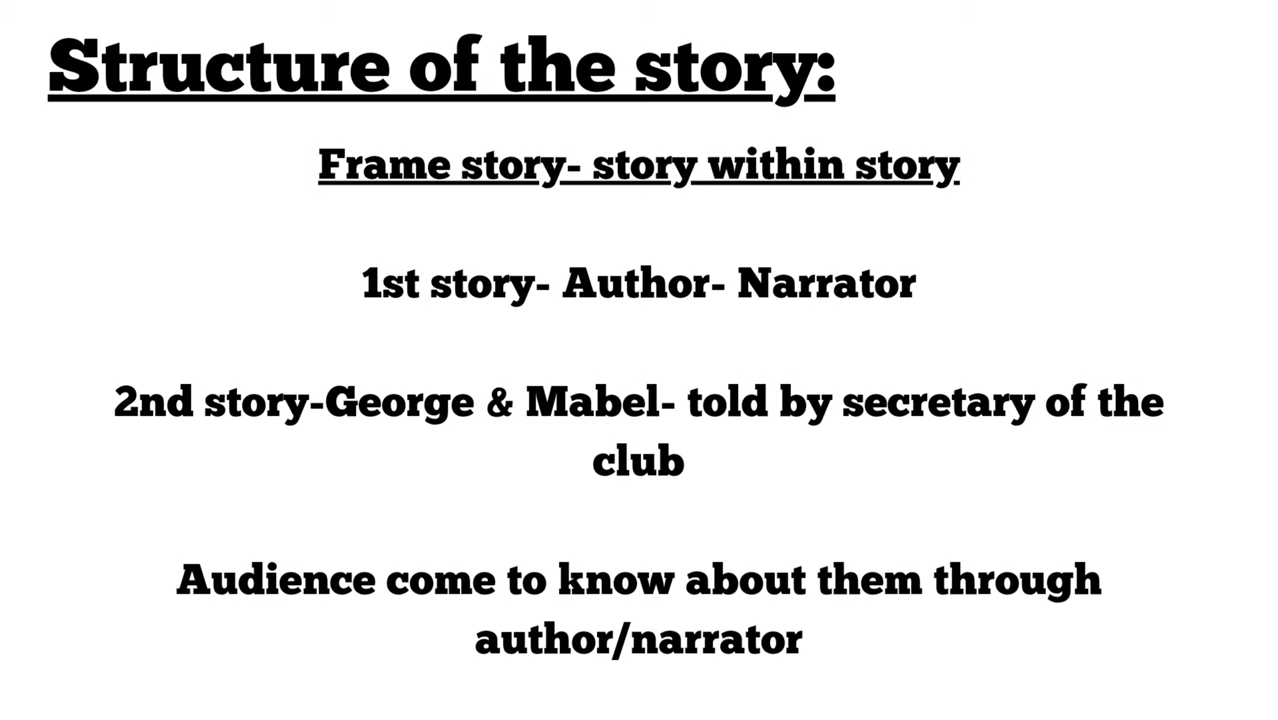 Structure of the story:
Frame story- story within story
1st story- Author- Narrator
2nd story-George & Mabel- told by secretary of the
club
Audience come to know about them through
author/narrator